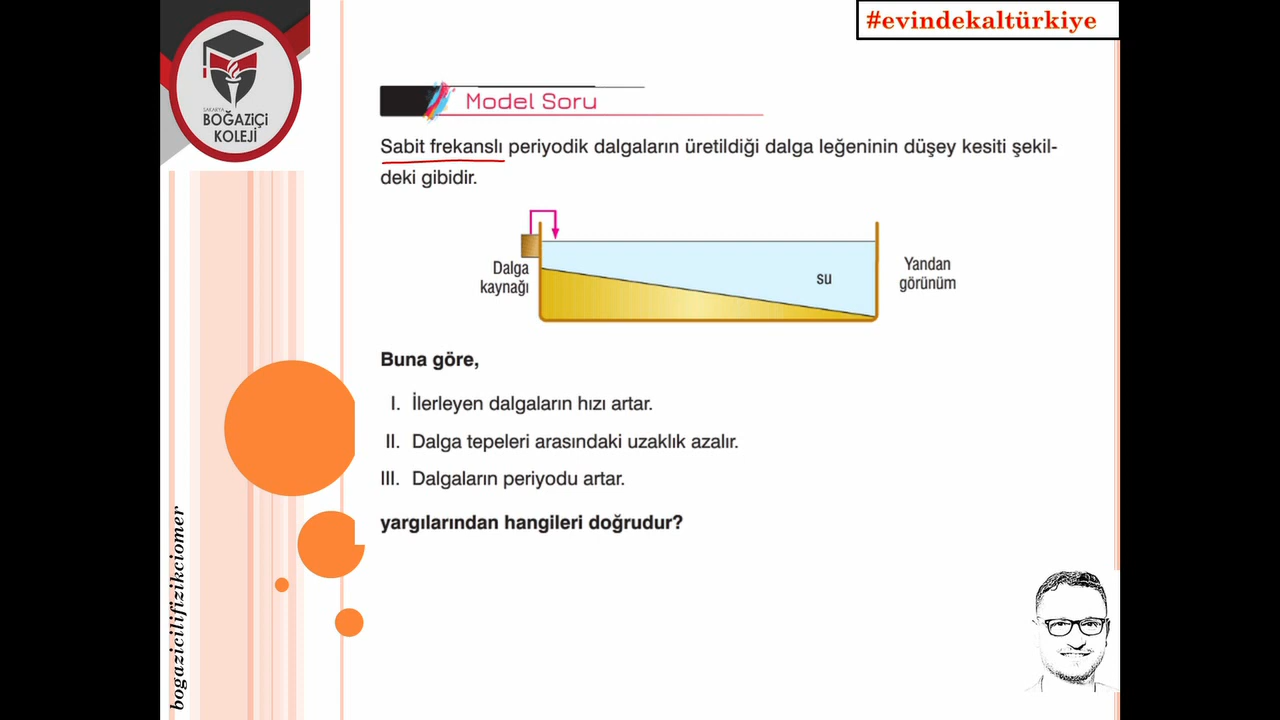 #evindekaltürkiye
SAKARYA
BOĞAZİÇİ
KOLEJİ
Model Soru
Sabit frekanslı periyodik dalgaların üretildiği dalga leğeninin düşey kesiti şekil-
deki gibidir.
Dalga
kaynağı
su
Yandan
görünüm
Buna göre,
I. İlerleyen dalgaların hızı artar.
II. Dalga tepeleri arasındaki uzaklık azalır.
III. Dalgaların periyodu artar.
yargılarından hangileri doğrudur?
bogazicilifizikciomer